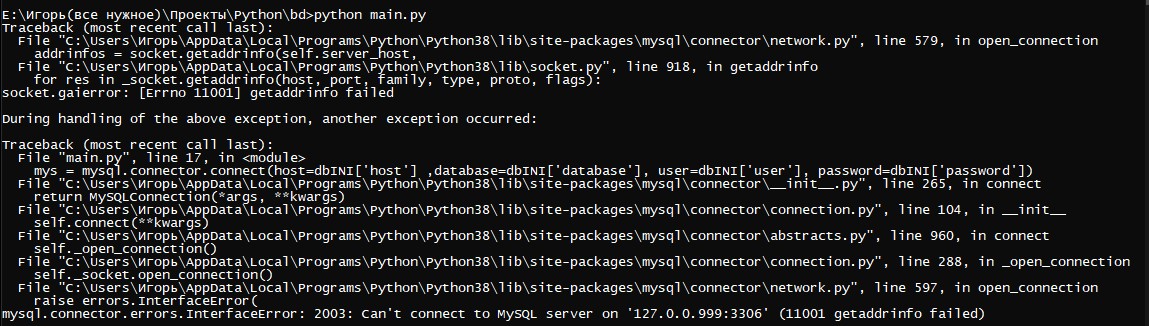 E:\Игорь(все нужное)\Проекты\Python\bd>python main.py
Traceback (most recent call last):
  File "C:\Users\Игорь\AppData\Local\Programs\Python\Python38\lib\site-packages\mysql\connector\network.py", line 579, in open_connection
    addrinfos = socket.getaddrinfo(self.server_host,
  File "C:\Users\Игорь\AppData\Local\Programs\Python\Python38\lib\socket.py", line 918, in getaddrinfo
    for res in _socket.getaddrinfo(host, port, family, type, proto, flags):
socket.gaierror: [Errno 11001] getaddrinfo failed

During handling of the above exception, another exception occurred:

Traceback (most recent call last):
  File "main.py", line 17, in <module>
    mys = mysql.connector.connect(host=dbINI['host'] ,database=dbINI['database'], user=dbINI['user'], password=dbINI['password'])
  File "C:\Users\Игорь\AppData\Local\Programs\Python\Python38\lib\site-packages\mysql\connector\__init__.py", line 265, in connect
    return MySQLConnection(*args, **kwargs)
  File "C:\Users\Игорь\AppData\Local\Programs\Python\Python38\lib\site-packages\mysql\connector\connection.py", line 104, in __init__
    self.connect(**kwargs)
  File "C:\Users\Игорь\AppData\Local\Programs\Python\Python38\lib\site-packages\mysql\connector\abstracts.py", line 960, in connect
    self._open_connection()
  File "C:\Users\Игорь\AppData\Local\Programs\Python\Python38\lib\site-packages\mysql\connector\connection.py", line 288, in _open_connection
    self._socket.open_connection()
  File "C:\Users\Игорь\AppData\Local\Programs\Python\Python38\lib\site-packages\mysql\connector\network.py", line 597, in open_connection
    raise errors.InterfaceError(
mysql.connector.errors.InterfaceError: 2003: Can't connect to MySQL server on '127.0.0.999:3306' (11001 getaddrinfo failed)